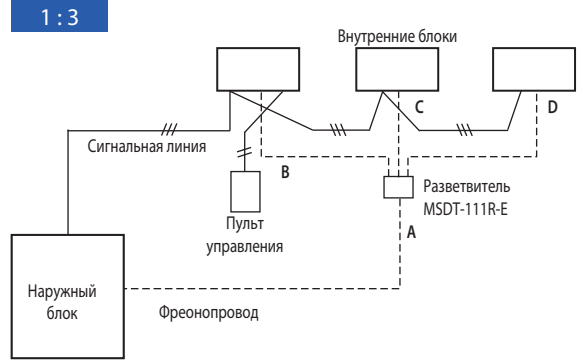 1 : 3
Внутренние блоки
C
D
Сигнальная линия
B
Разветвитель
MSDT-111R-E
Пульт
управления
A
Наружный
блок
Фреонопровод